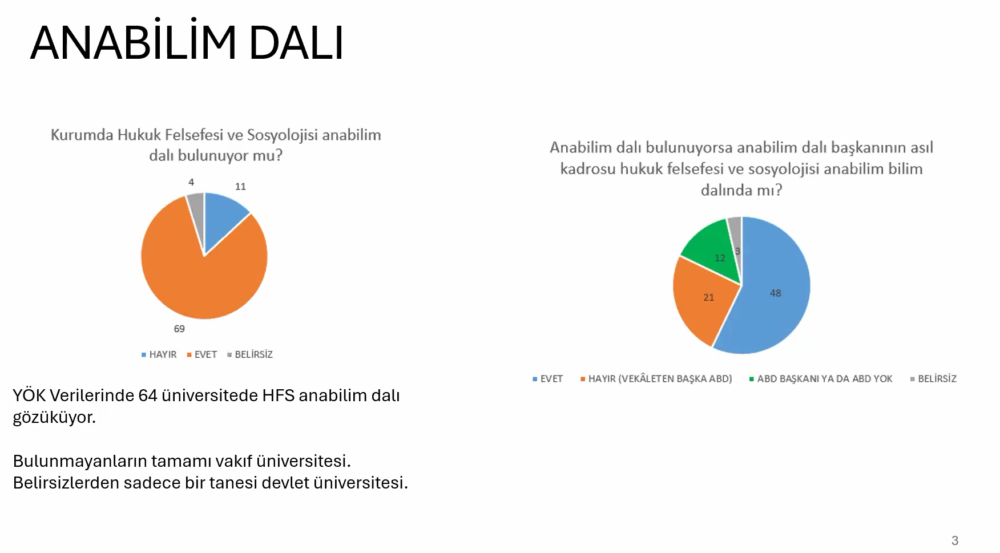 ANABİLİM DALI
Kurumda Hukuk Felsefesi ve Sosyolojisi anabilim
dalı bulunuyor mu?
4
11
69
HAYIR EVET BELİRSİZ
YÖK Verilerinde 64 üniversitede HFS anabilim dalı
gözüküyor.
Bulunmayanların tamamı vakıf üniversitesi.
Belirsizlerden sadece bir tanesi devlet üniversitesi.
Anabilim dalı bulunuyorsa anabilim dalı başkanının asıl
kadrosu hukuk felsefesi ve sosyolojisi anabilim bilim
dalında mı?
3
12
48
21
EVET HAYIR (VEKÂLETEN BAŞKA ABD) ABD BAŞKANI YA DA ABD YOK BELİRSİZ
3